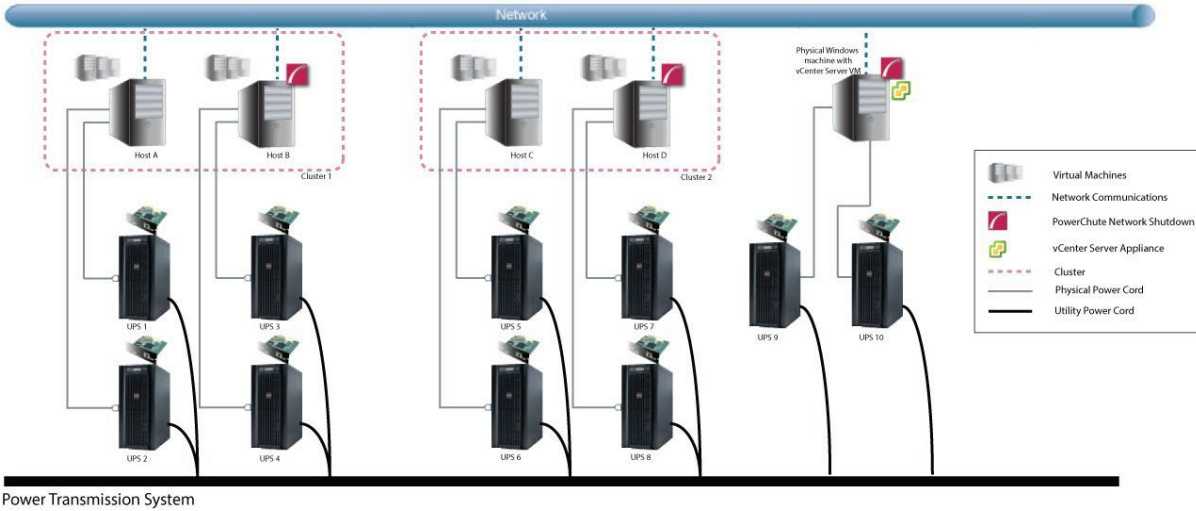 Network
Physical Windows
machine with
vCenter Server VM
Host A
Host B
Cluster 1
Host C
Host D
Cluster 2
UPS 1
UPS 3
UPS 5
UPS 7
UPS 9
UPS 10
UPS 2
UPS 4
UPS 6
UPS 8
Virtual Machines
Network Communications
PowerChute Network Shutdown
vCenter Server Appliance
Cluster
Physical Power Cord
Utility Power Cord
Power Transmission System